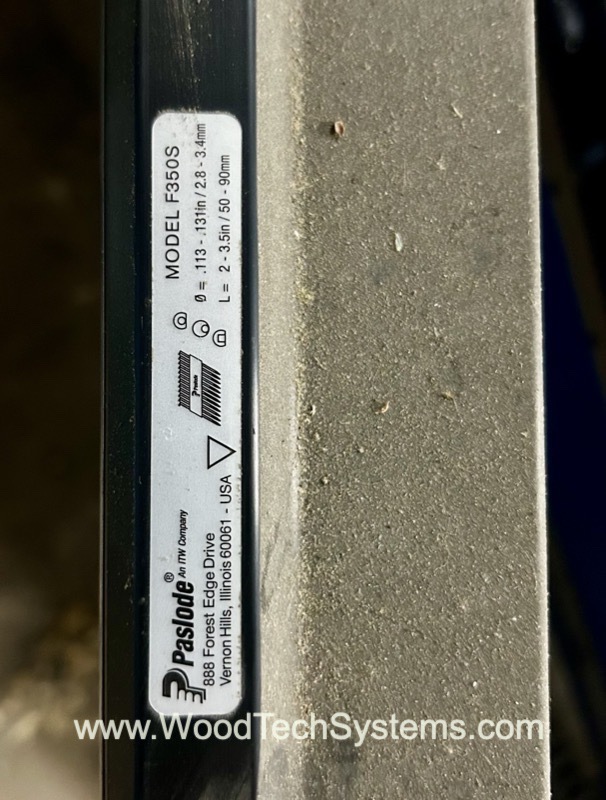 Paslode® An ITW Company
888 Forest Edge Drive
Vernon Hills, Illinois 60061 - USA
MODEL F350S
Ø = .113 - .131in / 2.8 - 3.4mm
L = 2 - 3.5in / 50 - 90mm
www.WoodTechSystems.com